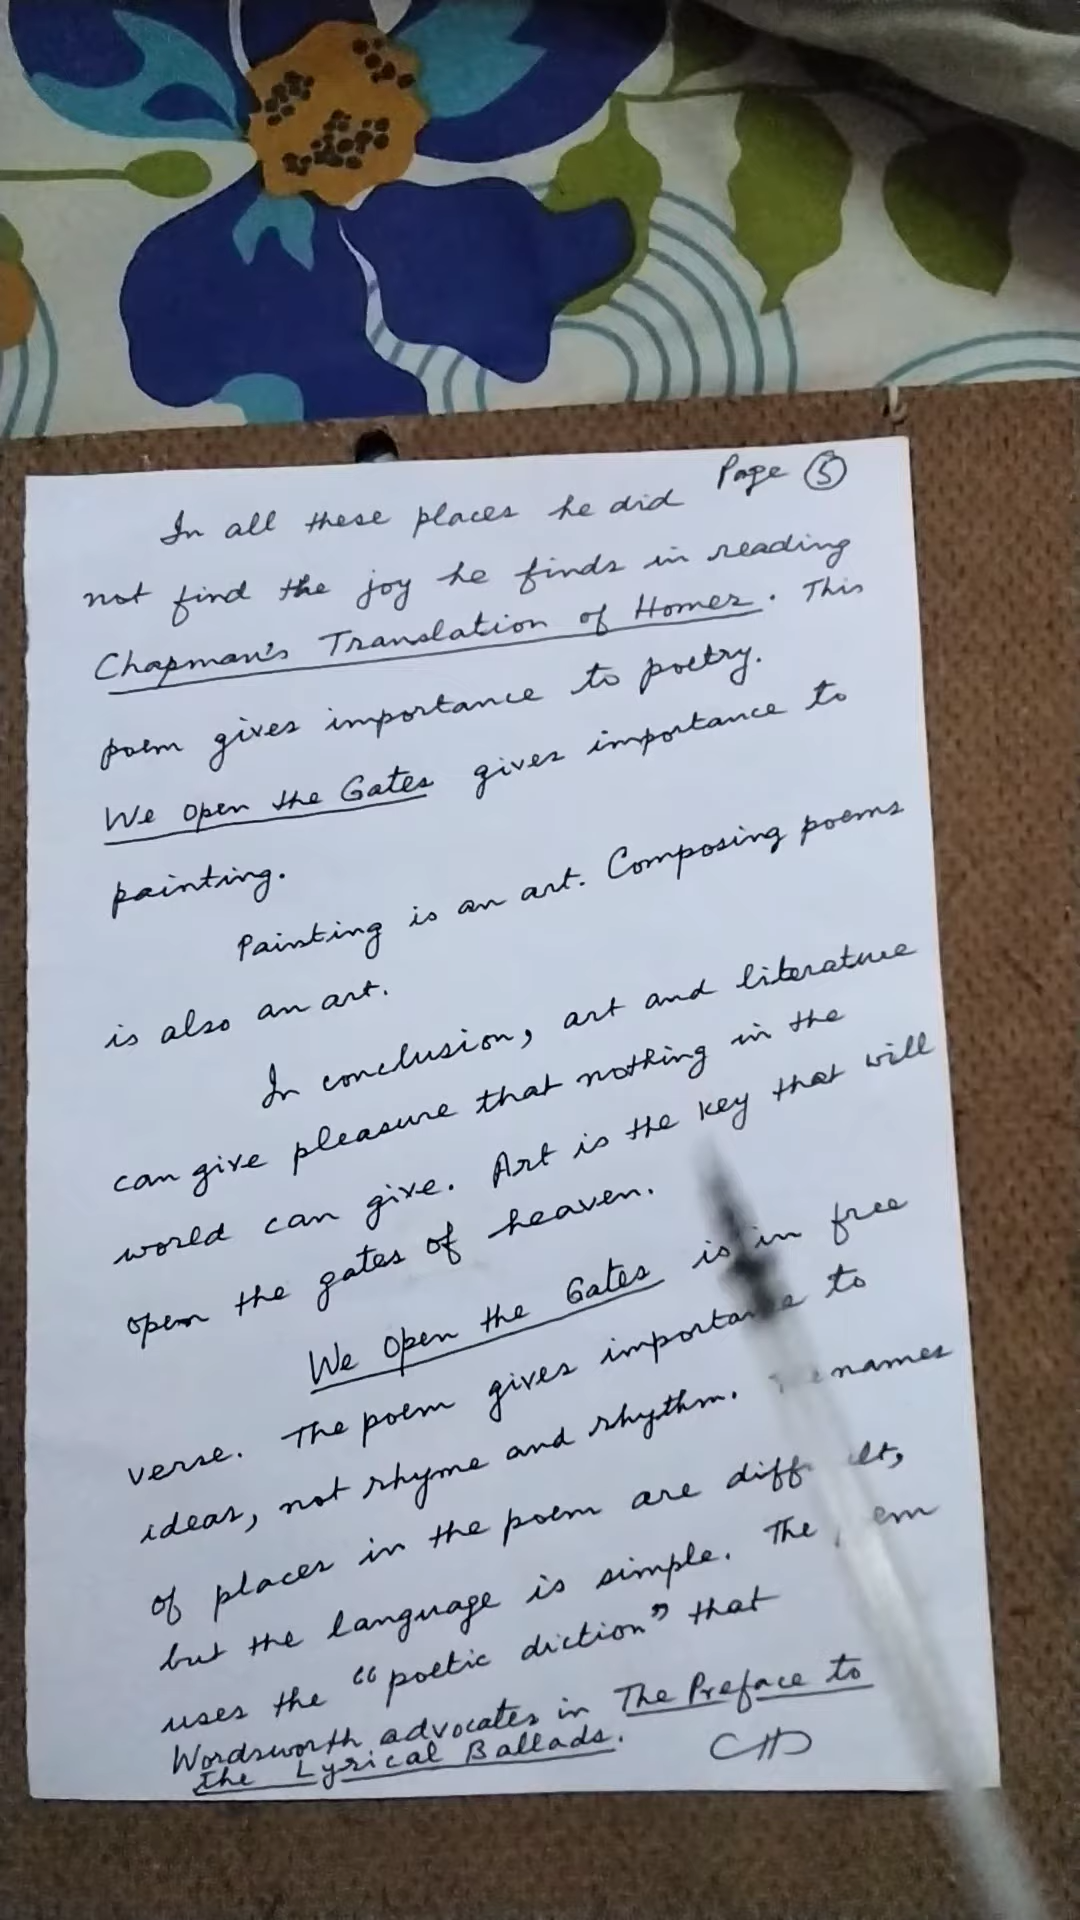 Page 5
In all these places he did
not find the joy he finds in reading
Chapman's Translation of Homer. This
poem gives importance to poetry.
We Open the Gates gives importance to
painting.
Painting is an art. Composing poems
is also an art.
In conclusion, art and literature
can give pleasure that nothing in the
world can give. Art is the key that will
open the gates of heaven.
We Open the Gates is in free
verse. The poem gives importance to
ideas, not rhyme and rhythm. names
of places in the poem are difficult,
but the language is simple. The poem
uses the "poetic diction" that
Wordsworth advocates in The Preface to
the Lyrical Ballads.